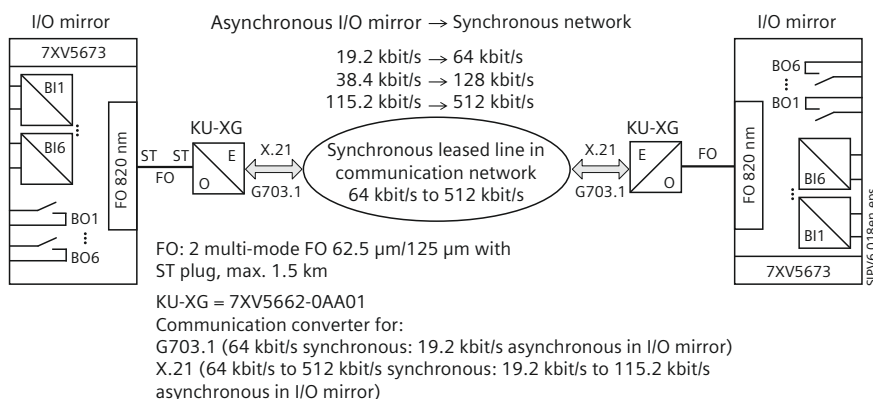 I/O mirror
Asynchronous I/O mirror → Synchronous network
I/O mirror
7XV5673
19.2 kbit/s → 64 kbit/s
38.4 kbit/s → 128 kbit/s
115.2 kbit/s → 512 kbit/s
BI1
BI6
BO1
BO6
FO 820 nm
ST
ST
FO
KU-XG
E
O
X.21
G703.1
Synchronous leased line in
communication network
64 kbit/s to 512 kbit/s
X.21
G703.1
KU-XG
E
O
FO
FO 820 nm
BO6
BO1
BI6
BI1
7XV5673
SIPV6_018en.eps
FO: 2 multi-mode FO 62.5 µm/125 µm with
ST plug, max. 1.5 km
KU-XG = 7XV5662-0AA01
Communication converter for:
G703.1 (64 kbit/s synchronous: 19.2 kbit/s asynchronous in I/O mirror)
X.21 (64 kbit/s to 512 kbit/s synchronous: 19.2 kbit/s to 115.2 kbit/s
asynchronous in I/O mirror)